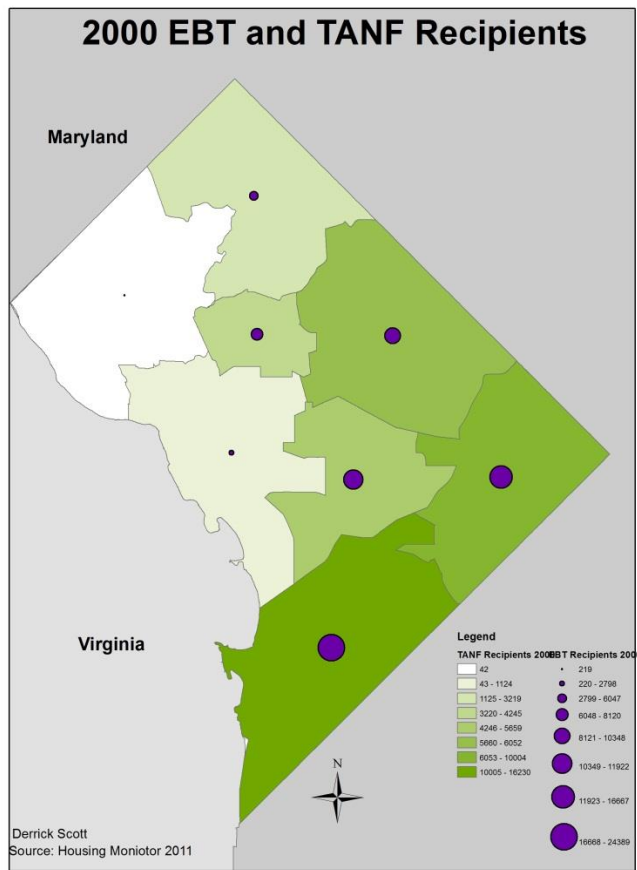 2000 EBT and TANF Recipients
Maryland
Virginia
Legend
TANF Recipients 2000
42
43 - 1124
1125 - 3219
3220 - 4245
4246 - 5659
5660 - 6052
6053 - 10004
10005 - 16230
EBT Recipients 200
219
220 - 2798
2799 - 6047
6048 - 8120
8121 - 10348
10349 - 11922
11923 - 16667
16668 - 24389
N
Derrick Scott
Source: Housing Moniotor 2011